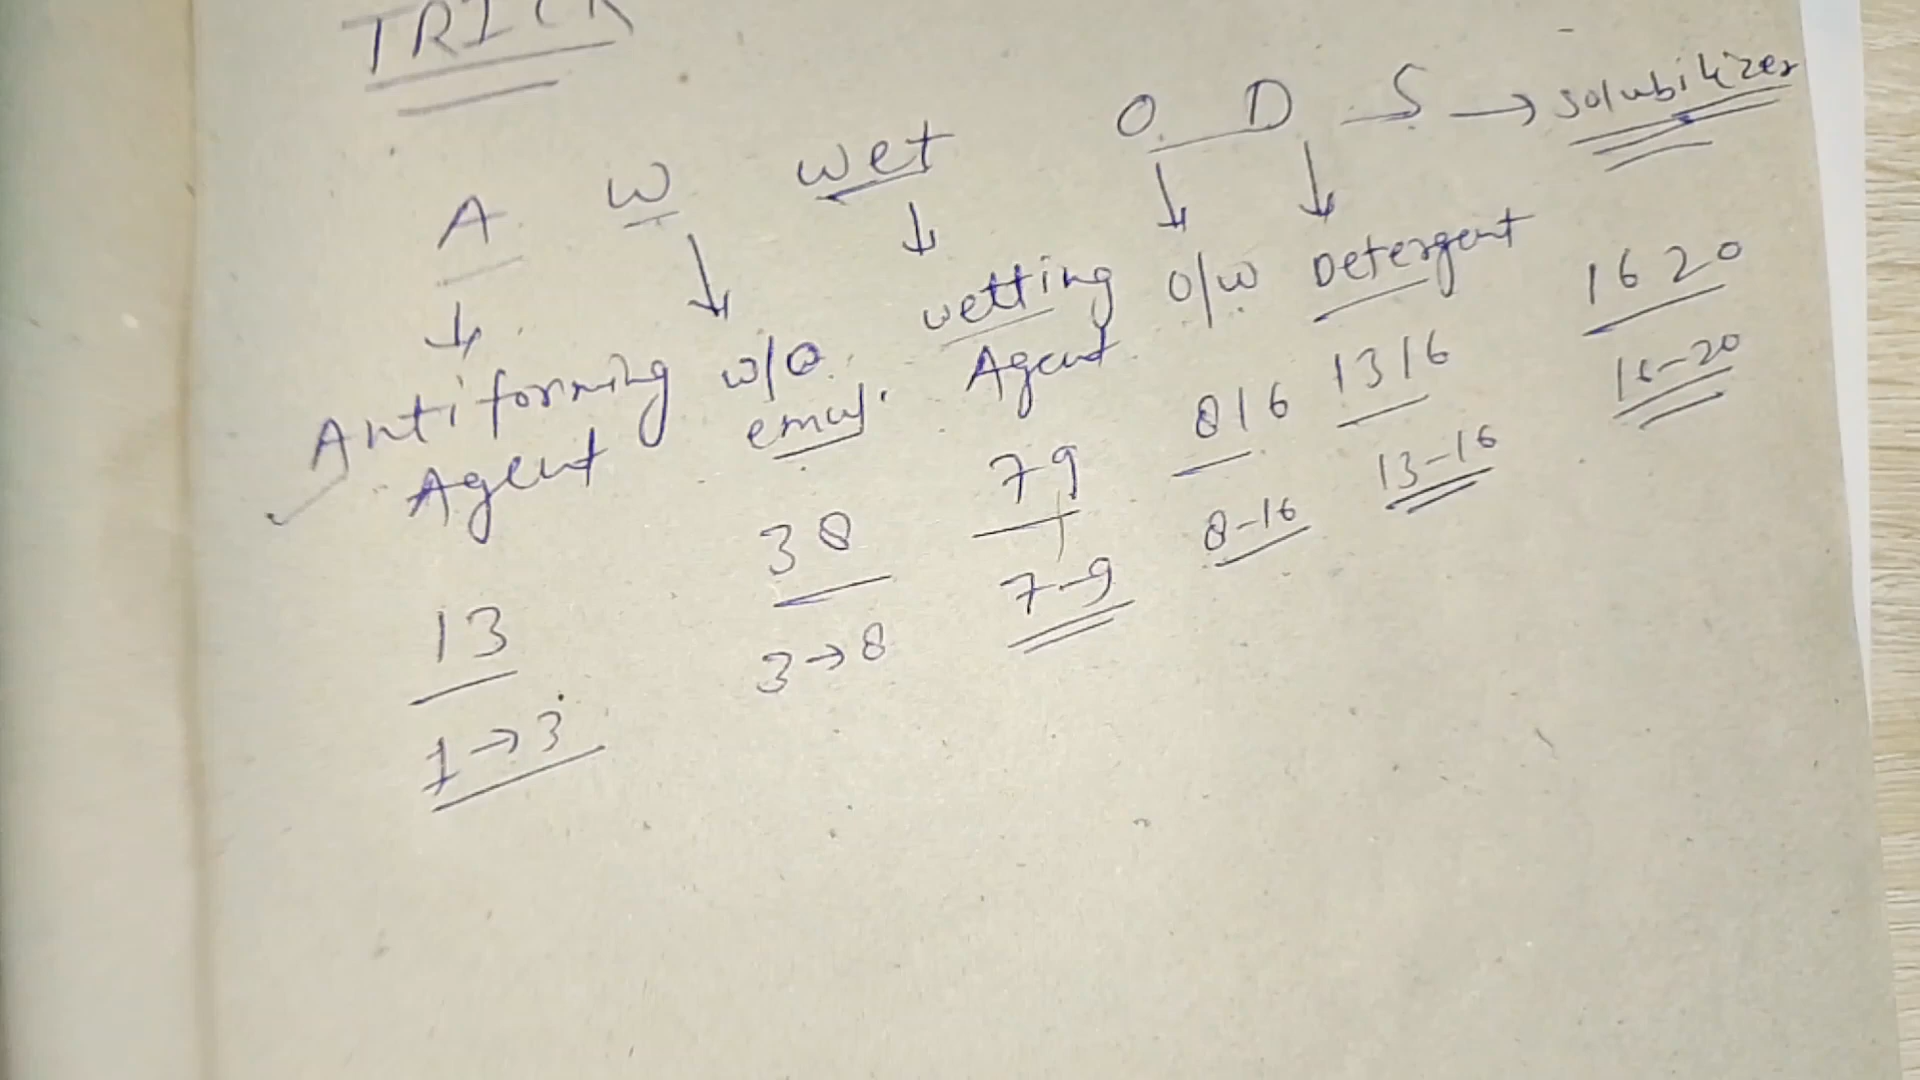 TRICK
A W wet O D S → solubilizer
Antiforming Agent
w/o emul.
wetting Agent
o/w
Detergent
13
1→3
38
3→8
79
7-9
816
8-16
1316
13-16
1620
16-20